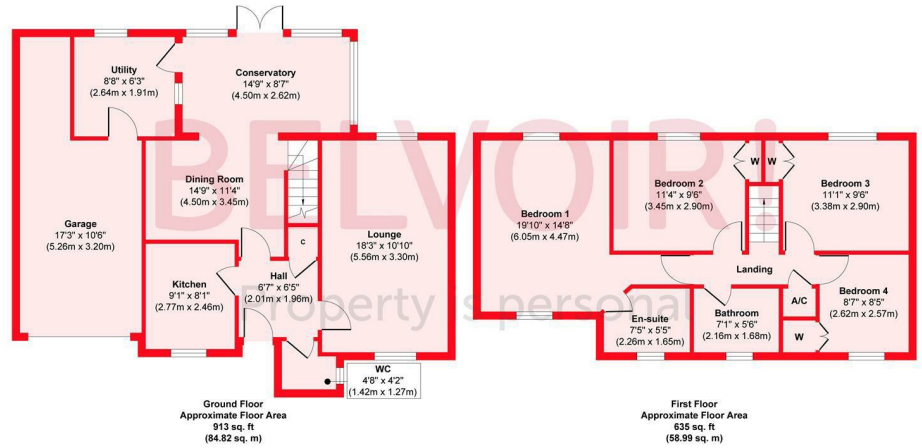 Utility
8'8" x 6'3"
(2.64m x 1.91m)
Conservatory
14'9" x 8'7"
(4.50m x 2.62m)
BELVOIR!
Property is personal
Dining Room
14'9" x 11'4"
(4.50m x 3.45m)
Garage
17'3" x 10'6"
(5.26m x 3.20m)
Lounge
18'3" x 10'10"
(5.56m x 3.30m)
C
Kitchen
9'1" x 8'1"
(2.77m x 2.46m)
Hall
6'7" x 6'5"
(2.01m x 1.96m)
WC
4'8" x 4'2"
(1.42m x 1.27m)
Ground Floor
Approximate Floor Area
913 sq. ft
(84.82 sq. m)
Bedroom 1
19'10" x 14'8"
(6.05m x 4.47m)
Bedroom 2
11'4" x 9'6"
(3.45m x 2.90m)
W
W
Bedroom 3
11'1" x 9'6"
(3.38m x 2.90m)
Landing
En-suite
7'5" x 5'5"
(2.26m x 1.65m)
Bathroom
7'1" x 5'6"
(2.16m x 1.68m)
A/C
W
Bedroom 4
8'7" x 8'5"
(2.62m x 2.57m)
First Floor
Approximate Floor Area
635 sq. ft
(58.99 sq. m)